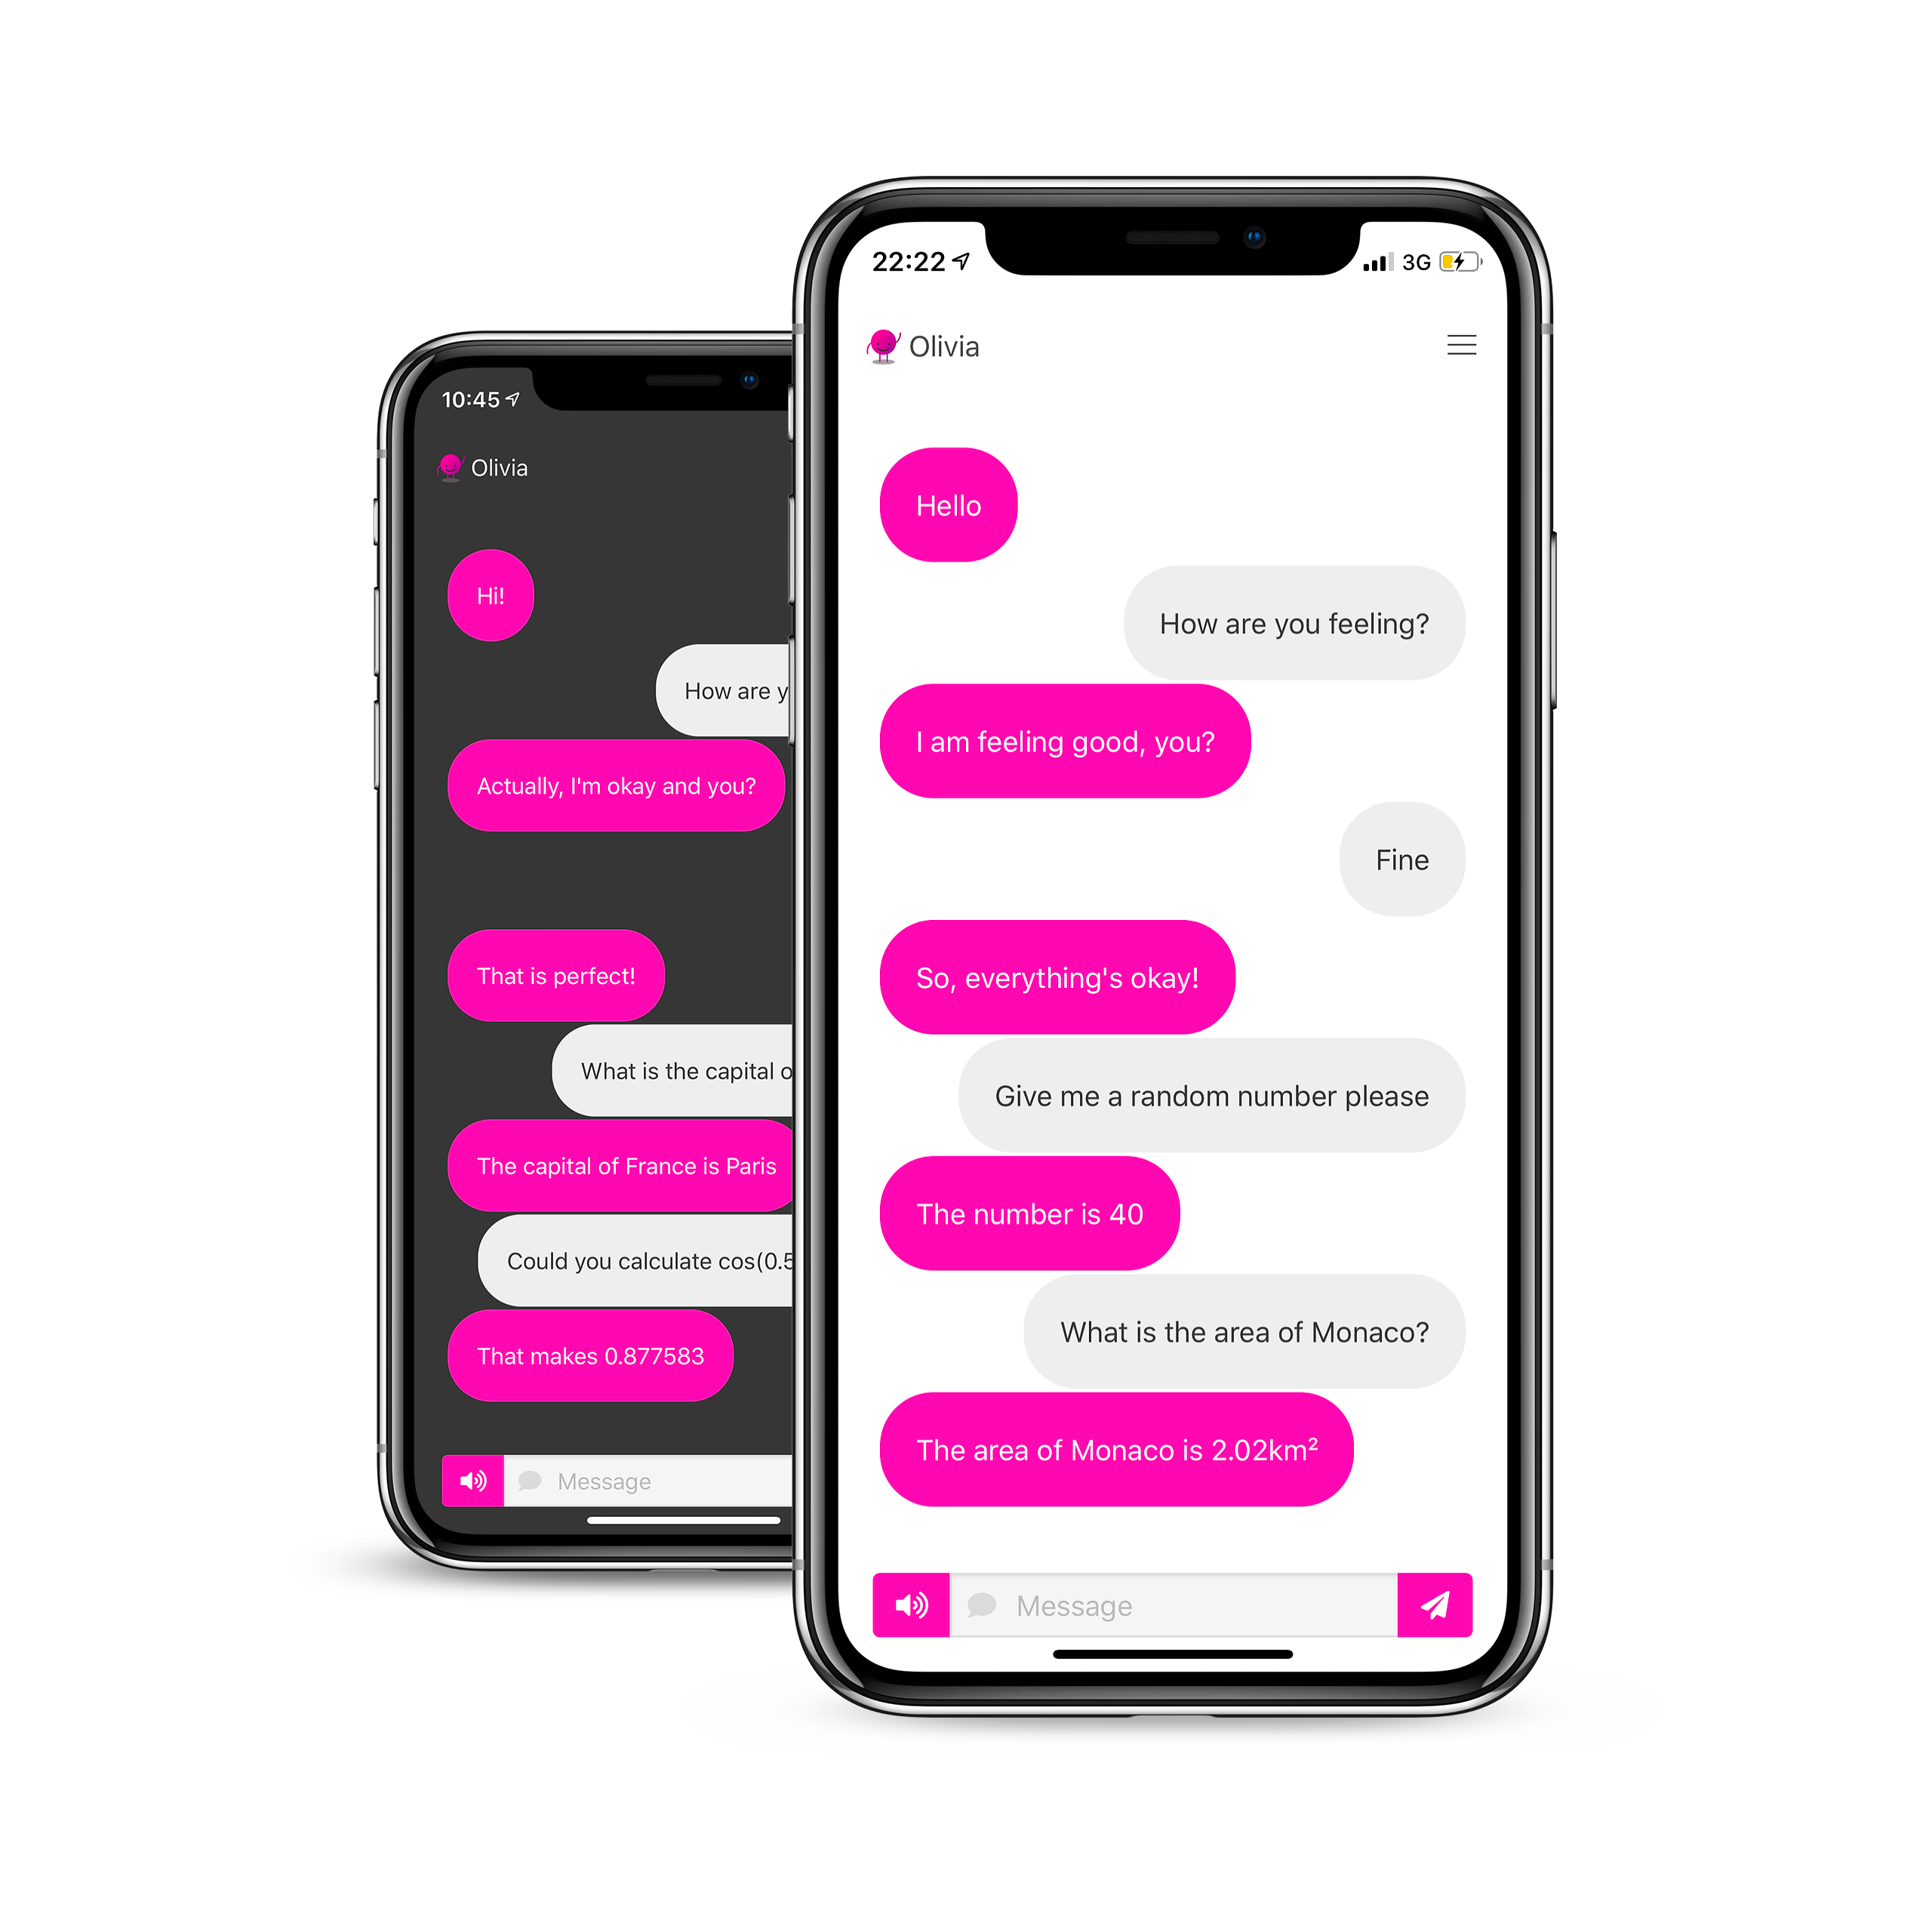 10:45
Olivia
Hi!
How are y
Actually, I'm okay and you?
That is perfect!
What is the capital o
The capital of France is Paris
Could you calculate cos(0.5
That makes 0.877583
Message
22:22
3G
Olivia
Hello
How are you feeling?
I am feeling good, you?
Fine
So, everything's okay!
Give me a random number please
The number is 40
What is the area of Monaco?
The area of Monaco is 2.02km²
Message